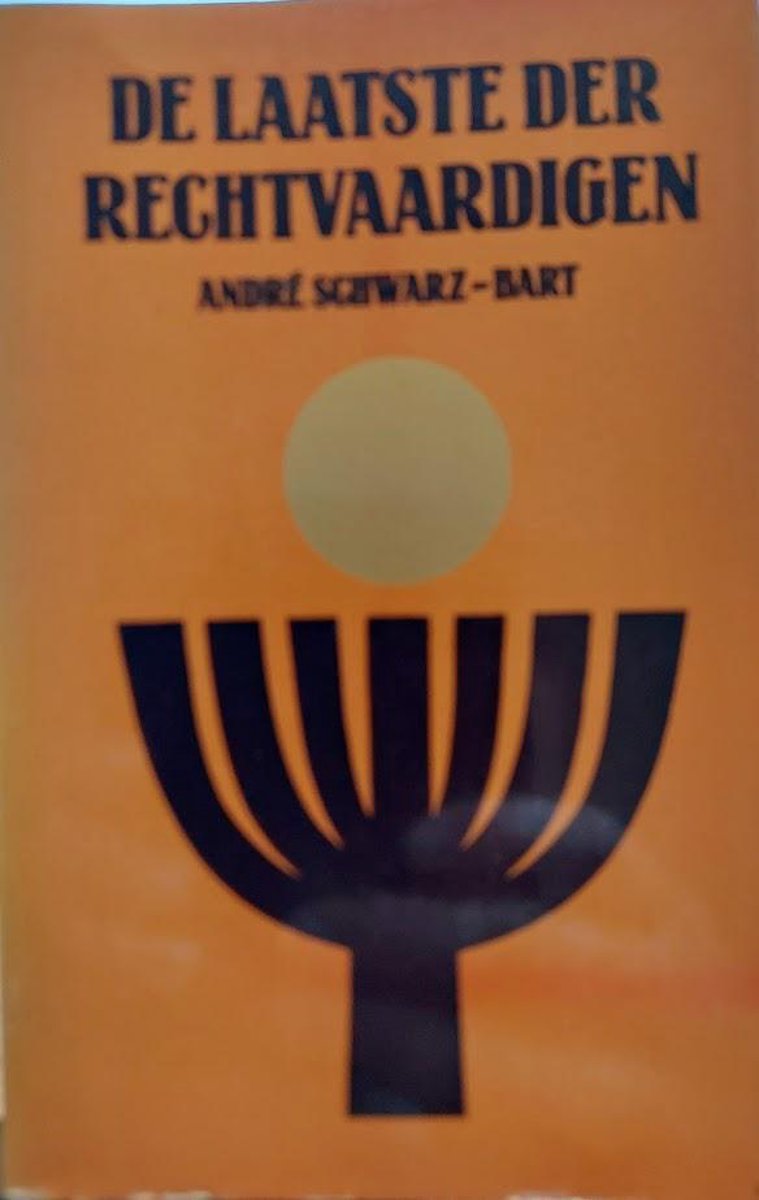 DE LAATSTE DER
RECHTVAARDIGEN
ANDRÉ SCHWARZ-BART